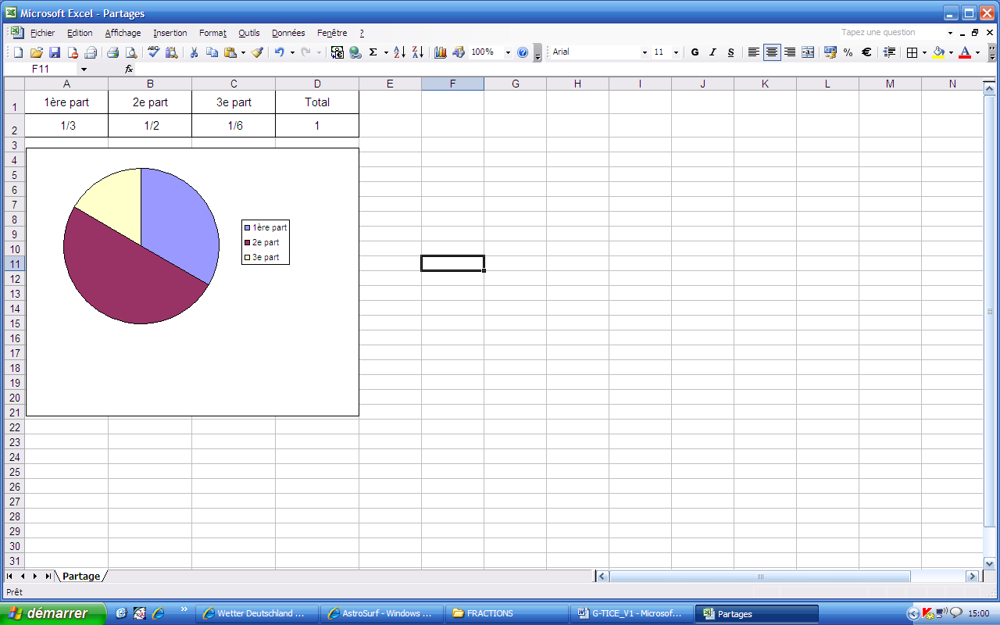 Microsoft Excel - Partages
Fichier Edition Affichage Insertion Format Outils Données Fenêtre ? Tapez une question
100% Arial 11 G I S % €
F11 fx
A B C D E F G H I J K L M N
1 1ère part 2e part 3e part Total
2 1/3 1/2 1/6 1
3
4
5
6
7
8 1ère part
9
10 2e part
11 3e part
12
13
14
15
16
17
18
19
20
21
22
23
24
25
26
27
28
29
30
31
Partage
Prêt
démarrer Wetter Deutschland ... AstroSurf - Windows ... FRACTIONS G-TICE_V1 - Microsof... Partages 15:00